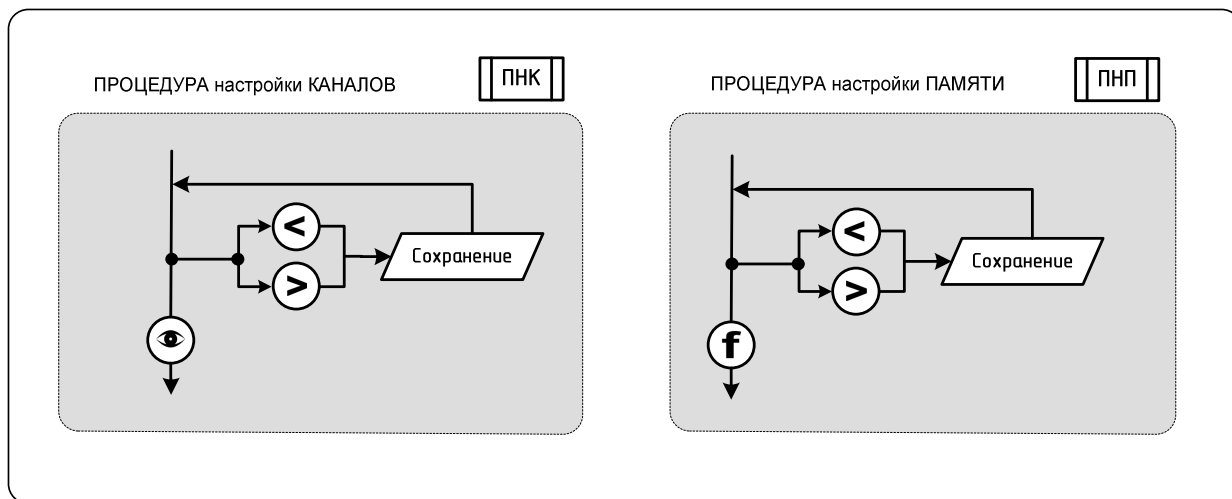 ПРОЦЕДУРА настройки КАНАЛОВ
ПНК
<
>
Сохранение
ПРОЦЕДУРА настройки ПАМЯТИ
ПНП
<
>
Сохранение
f